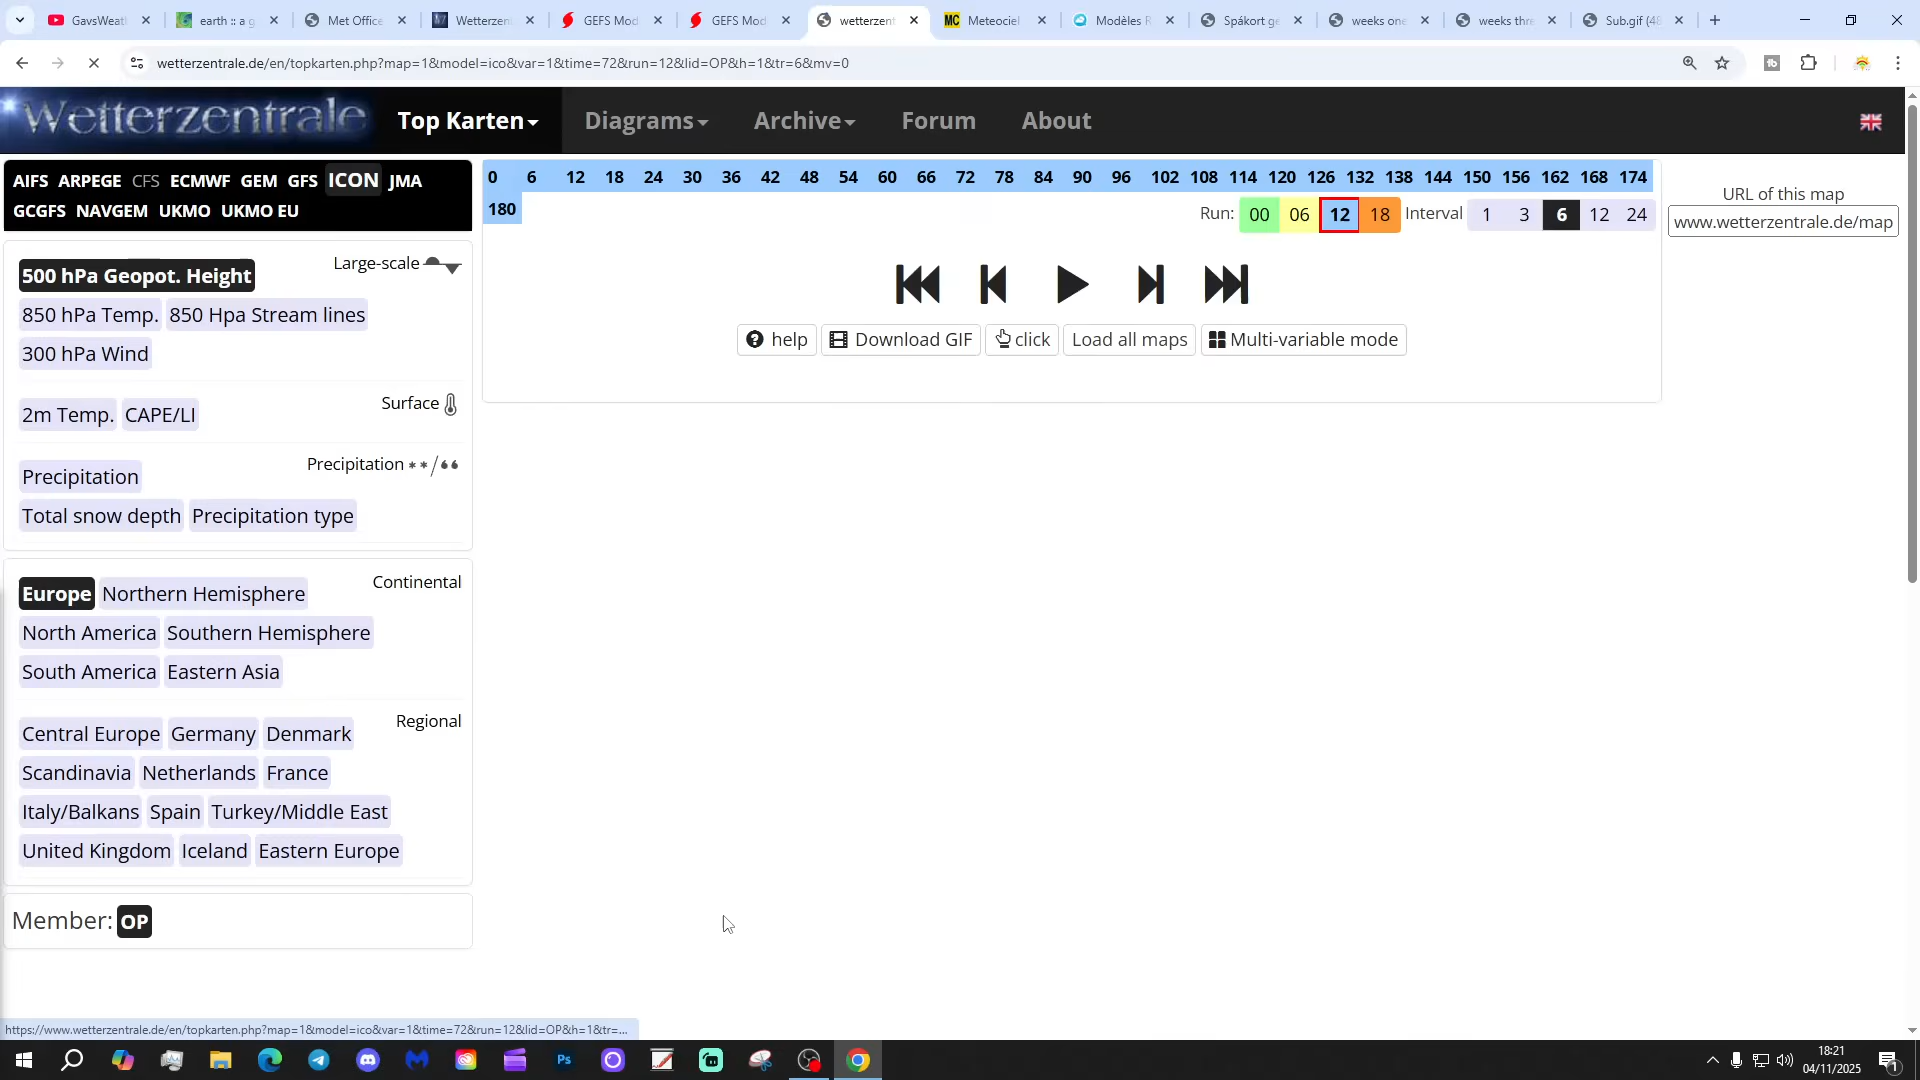 GavsWeat
earth :: a g
Met Office
Wetterzen
GEFS Mod
GEFS Mod
wetterzent
MC Meteociel
Modèles R
Spákort ge
weeks one
weeks thre
Sub.gif (48
wetterzentrale.de/en/topkarten.php?map=1&model=ico&var=1&time=72&run=12&lid=OP&h=1&tr=6&mv=0
Wetterzentrale
Top Karten
Diagrams
Archive
Forum
About
AIFS ARPEGE CFS ECMWF GEM GFS ICON JMA
GCGFS NAVGEM UKMO UKMO EU
0 6 12 18 24 30 36 42 48 54 60 66 72 78 84 90 96 102 108 114 120 126 132 138 144 150 156 162 168 174
180
Run: 00 06 12 18 Interval 1 3 6 12 24
URL of this map
www.wetterzentrale.de/map
help
Download GIF
click
Load all maps
Multi-variable mode
Large-scale
500 hPa Geopot. Height
850 hPa Temp. 850 Hpa Stream lines
300 hPa Wind
Surface
2m Temp. CAPE/LI
Precipitation **/
Precipitation
Total snow depth Precipitation type
Continental
Europe Northern Hemisphere
North America Southern Hemisphere
South America Eastern Asia
Regional
Central Europe Germany Denmark
Scandinavia Netherlands France
Italy/Balkans Spain Turkey/Middle East
United Kingdom Iceland Eastern Europe
Member: OP
https://www.wetterzentrale.de/en/topkarten.php?map=1&model=ico&var=1&time=72&run=12&lid=OP&h=1&tr=...
Ps
18:21
04/11/2025
1